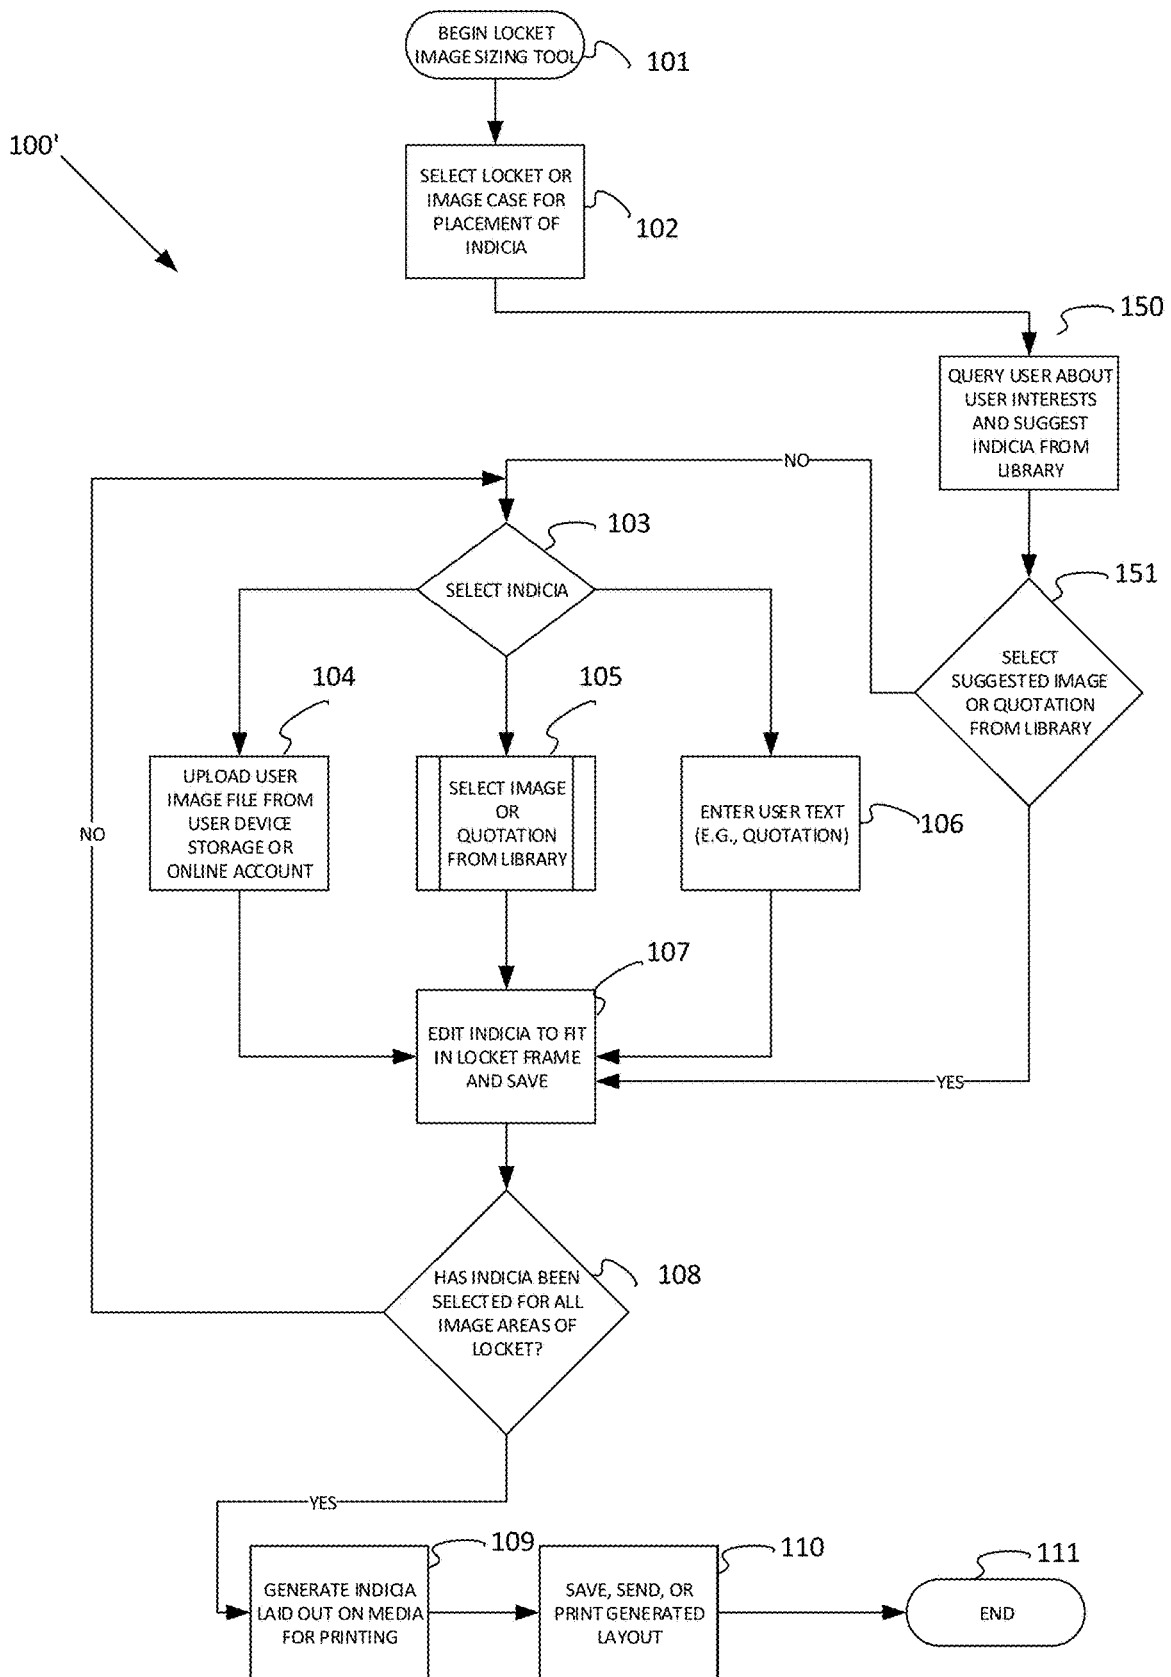 BEGIN LOCKET
IMAGE SIZING TOOL
101
100'
SELECT LOCKET OR
IMAGE CASE FOR
PLACEMENT OF
INDICIA
102
150
QUERY USER ABOUT
USER INTERESTS
AND SUGGEST
INDICIA FROM
LIBRARY
NO
103
SELECT INDICIA
151
SELECT
SUGGESTED IMAGE
OR QUOTATION
FROM LIBRARY
104
UPLOAD USER
IMAGE FILE FROM
USER DEVICE
STORAGE OR
ONLINE ACCOUNT
105
SELECT IMAGE
OR
QUOTATION
FROM LIBRARY
ENTER USER TEXT
(E.G., QUOTATION)
106
NO
107
EDIT INDICIA TO FIT
IN LOCKET FRAME
AND SAVE
YES
108
HAS INDICIA BEEN
SELECTED FOR ALL
IMAGE AREAS OF
LOCKET?
YES
109
GENERATE INDICIA
LAID OUT ON MEDIA
FOR PRINTING
110
SAVE, SEND, OR
PRINT GENERATED
LAYOUT
111
END